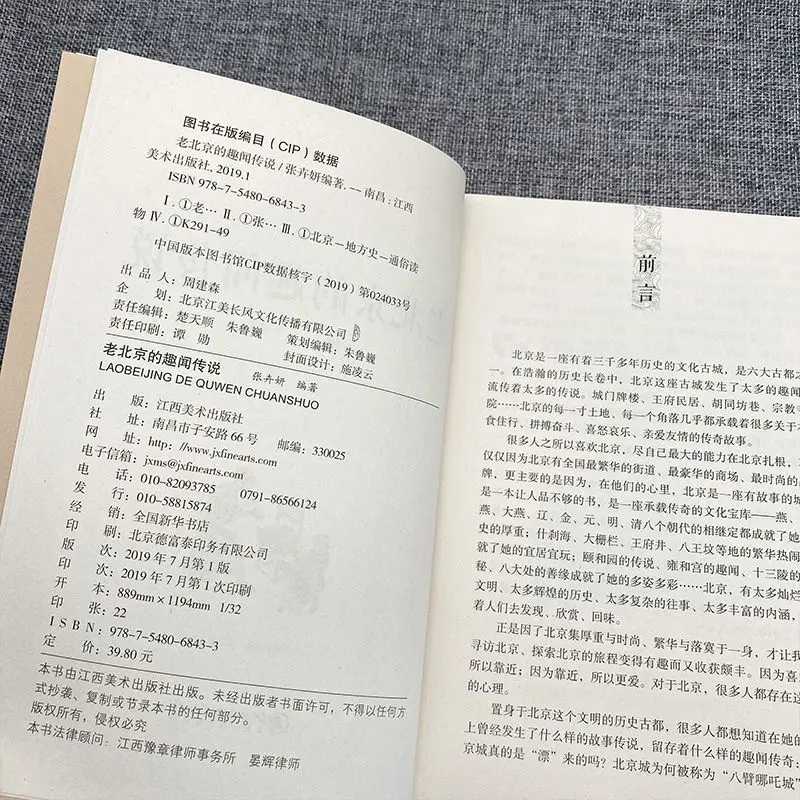 图书在版编目（CIP）数据
老北京的趣闻传说 / 张卉妍编著. -- 南昌：江西
美术出版社, 2019.1
ISBN 978-7-5480-6843-3
Ⅰ. ①老… Ⅱ. ①张… Ⅲ. ①北京－地方史－通俗读
物 Ⅳ. ①K291-49
中国版本图书馆CIP数据核字（2019）第024033号
出 品 人：周建森
企 划：北京江美长风文化传播有限公司
责任编辑：楚天顺 朱鲁巍 策划编辑：朱鲁巍
责任印刷：谭 勋 封面设计：施凌云
老北京的趣闻传说 张卉妍 编著
LAOBEIJING DE QUWEN CHUANSHUO
出 版：江西美术出版社
社 址：南昌市子安路 66 号 邮编：330025
网 址：http: //www.jxfinearts.com
电子信箱：jxms@jxfinearts.com
电 话：010-82093785 0791-86566124
发 行：010-58815874
经 销：全国新华书店
印 刷：北京德富泰印务有限公司
版 次：2019 年 7 月第 1 版
印 次：2019 年 7 月第 1 次印刷
开 本：889mm×1194mm 1/32
印 张：22
ISBN：978-7-5480-6843-3
定 价：39.80 元
本书由江西美术出版社出版。未经出版者书面许可，不得以任何方
式抄袭、复制或节录本书的任何部分。
版权所有，侵权必究
本书法律顾问：江西豫章律师事务所 晏辉律师
前言
北京是一座有着三千多年历史的文化古城，是六大古都之
一。在浩瀚的历史长卷中，北京这座古城发生了太多的趣闻
流传着太多的传说。城门牌楼、王府民居、胡同坊巷、宗教
院……北京的每一寸土地、每一个角落几乎都承载着很多关于
食住行、拼搏奋斗、喜怒哀乐、亲爱友情的传奇故事。
很多人之所以喜欢北京，尽自己最大的能力在北京扎根，
仅仅因为北京有全国最繁华的街道、最豪华的商场、最时尚的
牌，更主要的是因为，在他们的心里，北京是一座有故事的城
是一本让人品不够的书，是一座承载传奇的文化宝库——燕、
燕、大燕、辽、金、元、明、清八个朝代的相继定都成就了她
史的厚重；什刹海、大栅栏、王府井、八王坟等地的繁华热闹
就了她的宜居宜玩；颐和园的传说、雍和宫的趣闻、十三陵的
秘、八大处的善缘成就了她的多姿多彩……北京，有太多灿烂
文明、太多辉煌的历史、太多复杂的往事、太多丰富的内涵，
着人们去发现、欣赏、回味。
正是因了北京集厚重与时尚、繁华与落寞于一身，才让我
寻访北京、探索北京的旅程变得有趣而又收获颇丰。因为喜
所以靠近；因为靠近，所以更爱。对于北京，很多人都存在这
的心理。
置身于北京这个文明的历史古都，很多人都想知道在她的
上曾经发生了什么样的故事传说，留存着什么样的趣闻传奇：
京城真的是“漂”来的吗？北京城为何被称为“八臂哪吒城”